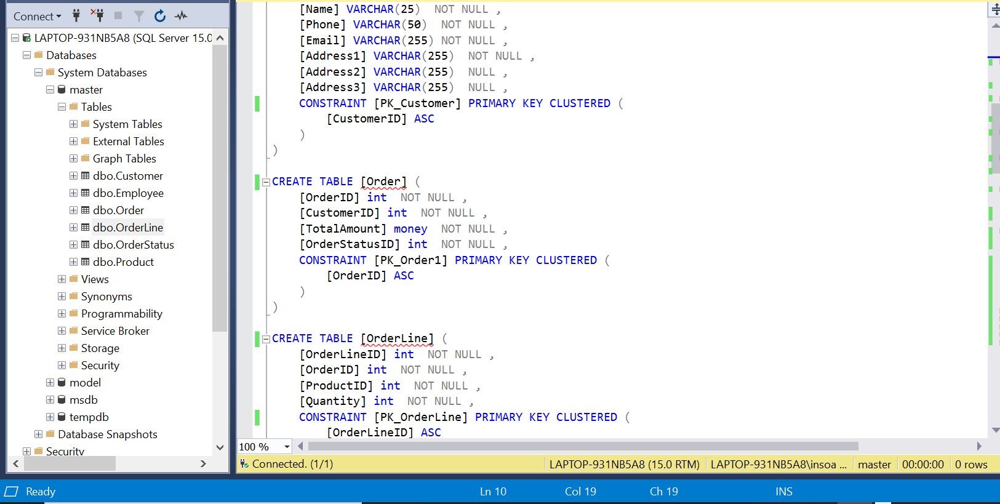 Connect
LAPTOP-931NB5A8 (SQL Server 15.0
Databases
System Databases
master
Tables
System Tables
External Tables
Graph Tables
dbo.Customer
dbo.Employee
dbo.Order
dbo.OrderLine
dbo.OrderStatus
dbo.Product
Views
Synonyms
Programmability
Service Broker
Storage
Security
model
msdb
tempdb
Database Snapshots
Security
[Name] VARCHAR(25)  NOT NULL ,
[Phone] VARCHAR(50)  NOT NULL ,
[Email] VARCHAR(255) NOT NULL ,
[Address1] VARCHAR(255)  NOT NULL ,
[Address2] VARCHAR(255)  NULL ,
[Address3] VARCHAR(255)  NULL ,
CONSTRAINT [PK_Customer] PRIMARY KEY CLUSTERED (
[CustomerID] ASC
)
)
CREATE TABLE [Order] (
[OrderID] int  NOT NULL ,
[CustomerID] int  NOT NULL ,
[TotalAmount] money  NOT NULL ,
[OrderStatusID] int  NOT NULL ,
CONSTRAINT [PK_Order1] PRIMARY KEY CLUSTERED (
[OrderID] ASC
)
)
CREATE TABLE [OrderLine] (
[OrderLineID] int  NOT NULL ,
[OrderID] int  NOT NULL ,
[ProductID] int  NOT NULL ,
[Quantity] int  NOT NULL ,
CONSTRAINT [PK_OrderLine] PRIMARY KEY CLUSTERED (
[OrderLineID] ASC
100 %
Connected. (1/1)
LAPTOP-931NB5A8 (15.0 RTM)
LAPTOP-931NB5A8\insoa ...
master
00:00:00
0 rows
Ready
Ln 10
Col 19
Ch 19
INS